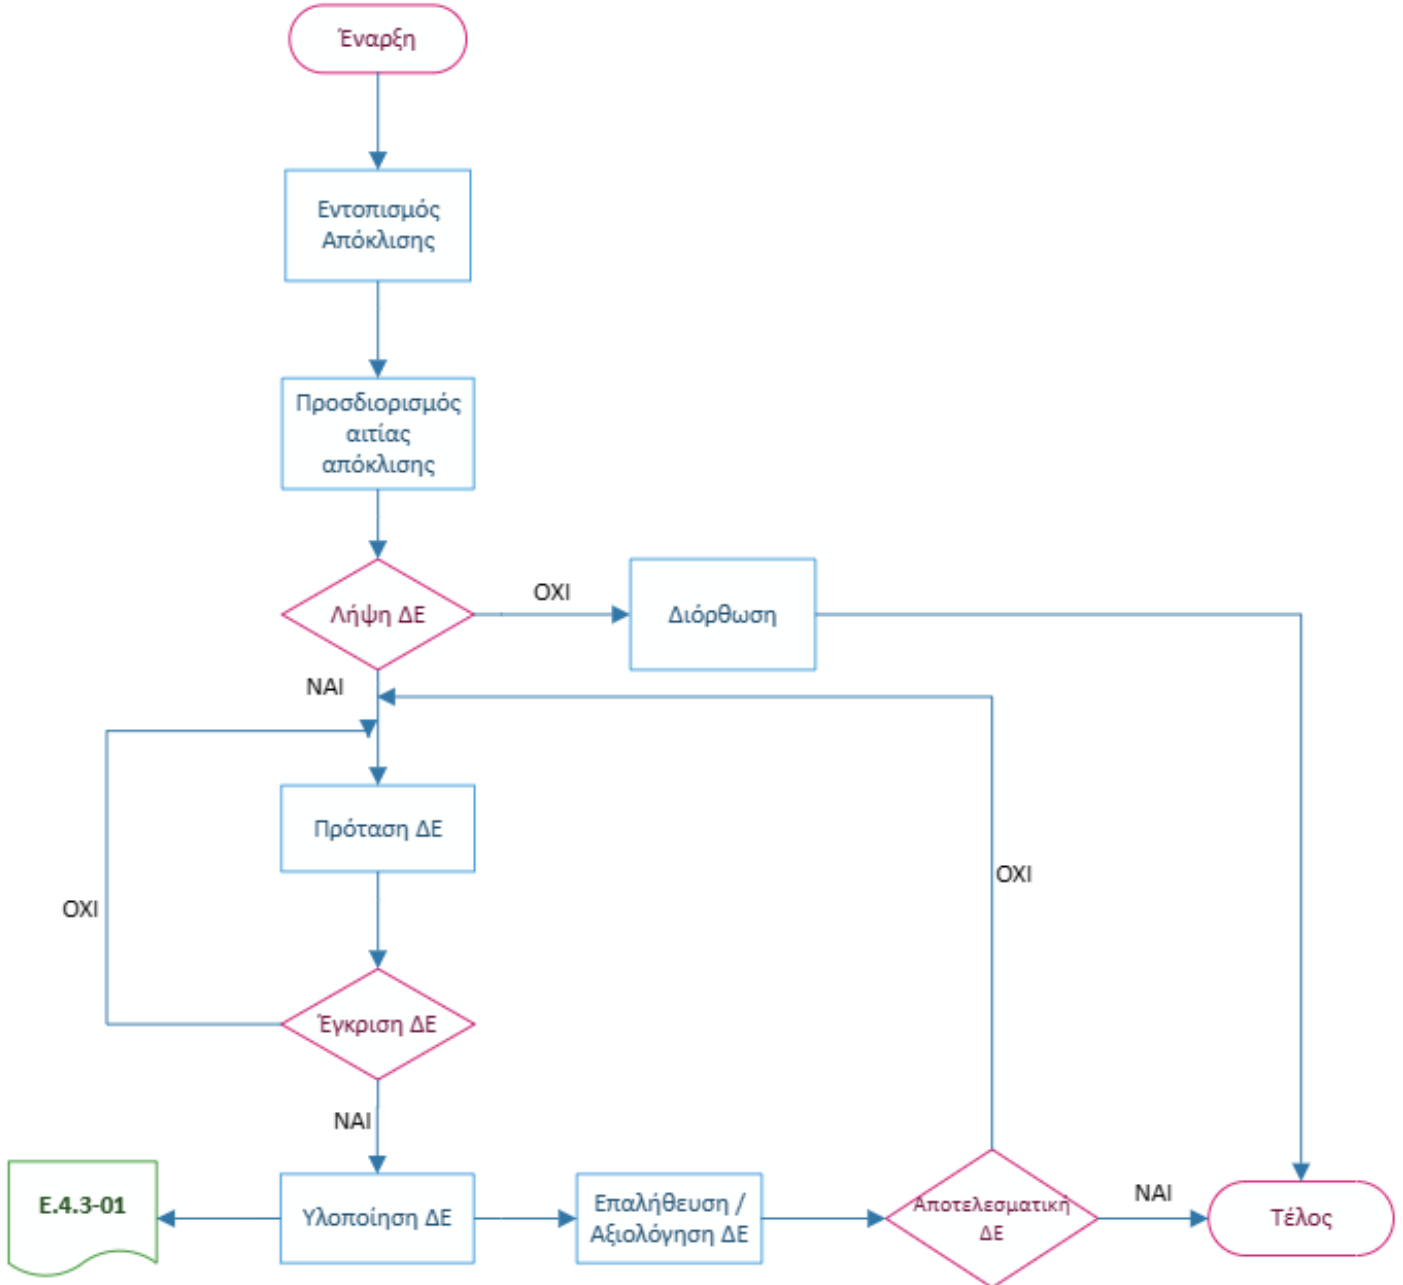 Έναρξη
Εντοπισμός
Απόκλισης
Προσδιορισμός
αιτίας
απόκλισης
Λήψη ΔΕ
ΟΧΙ
Διόρθωση
ΝΑΙ
Πρόταση ΔΕ
ΟΧΙ
ΟΧΙ
Έγκριση ΔΕ
ΝΑΙ
Ε.4.3-01
Υλοποίηση ΔΕ
Επαλήθευση /
Αξιολόγηση ΔΕ
Αποτελεσματική
ΔΕ
ΝΑΙ
Τέλος